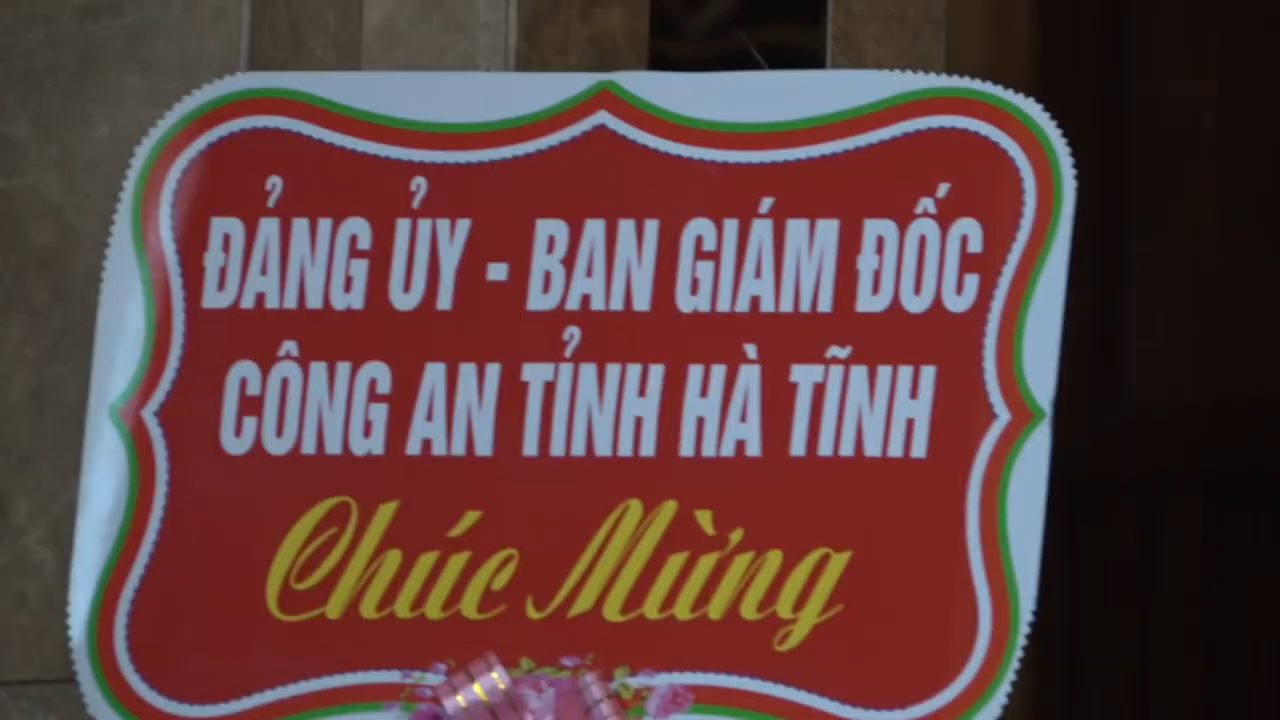 ĐẢNG ỦY - BAN GIÁM ĐỐC
CÔNG AN TỈNH HÀ TĨNH
Chúc Mừng